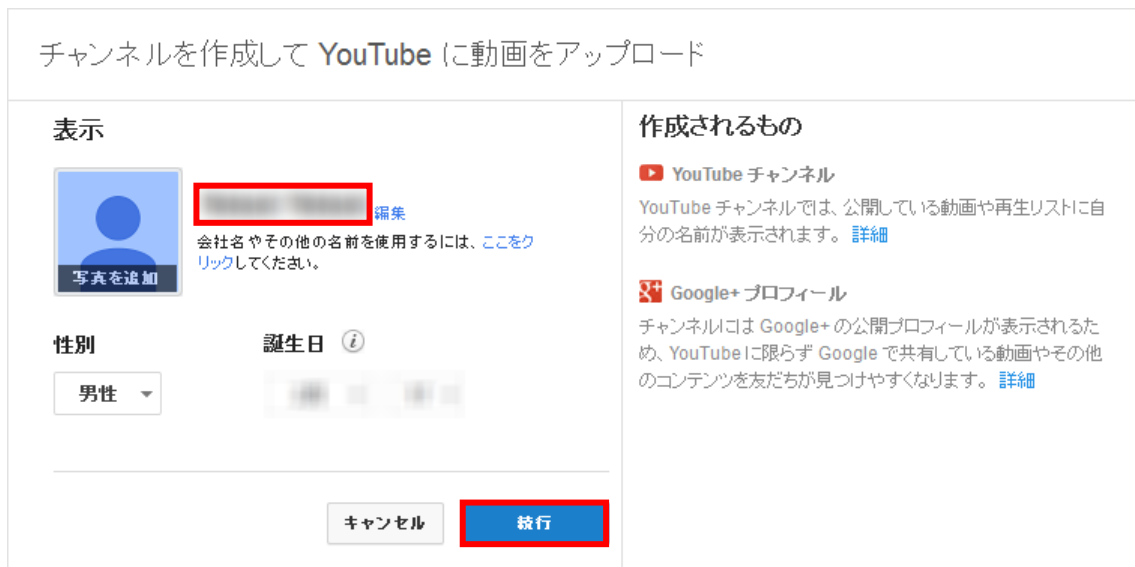 チャンネルを作成して YouTube に動画をアップロード
表示
編集
会社名やその他の名前を使用するには、ここをク
リックしてください。
写真を追加
性別
誕生日
男性
キャンセル
続行
作成されるもの
YouTube チャンネル
YouTube チャンネルでは、公開している動画や再生リストに自
分の名前が表示されます。 詳細
Google+ プロフィール
チャンネルには Google+ の公開プロフィールが表示されるた
め、YouTube に限らず Google で共有している動画やその他
のコンテンツを友だちが見つけやすくなります。 詳細